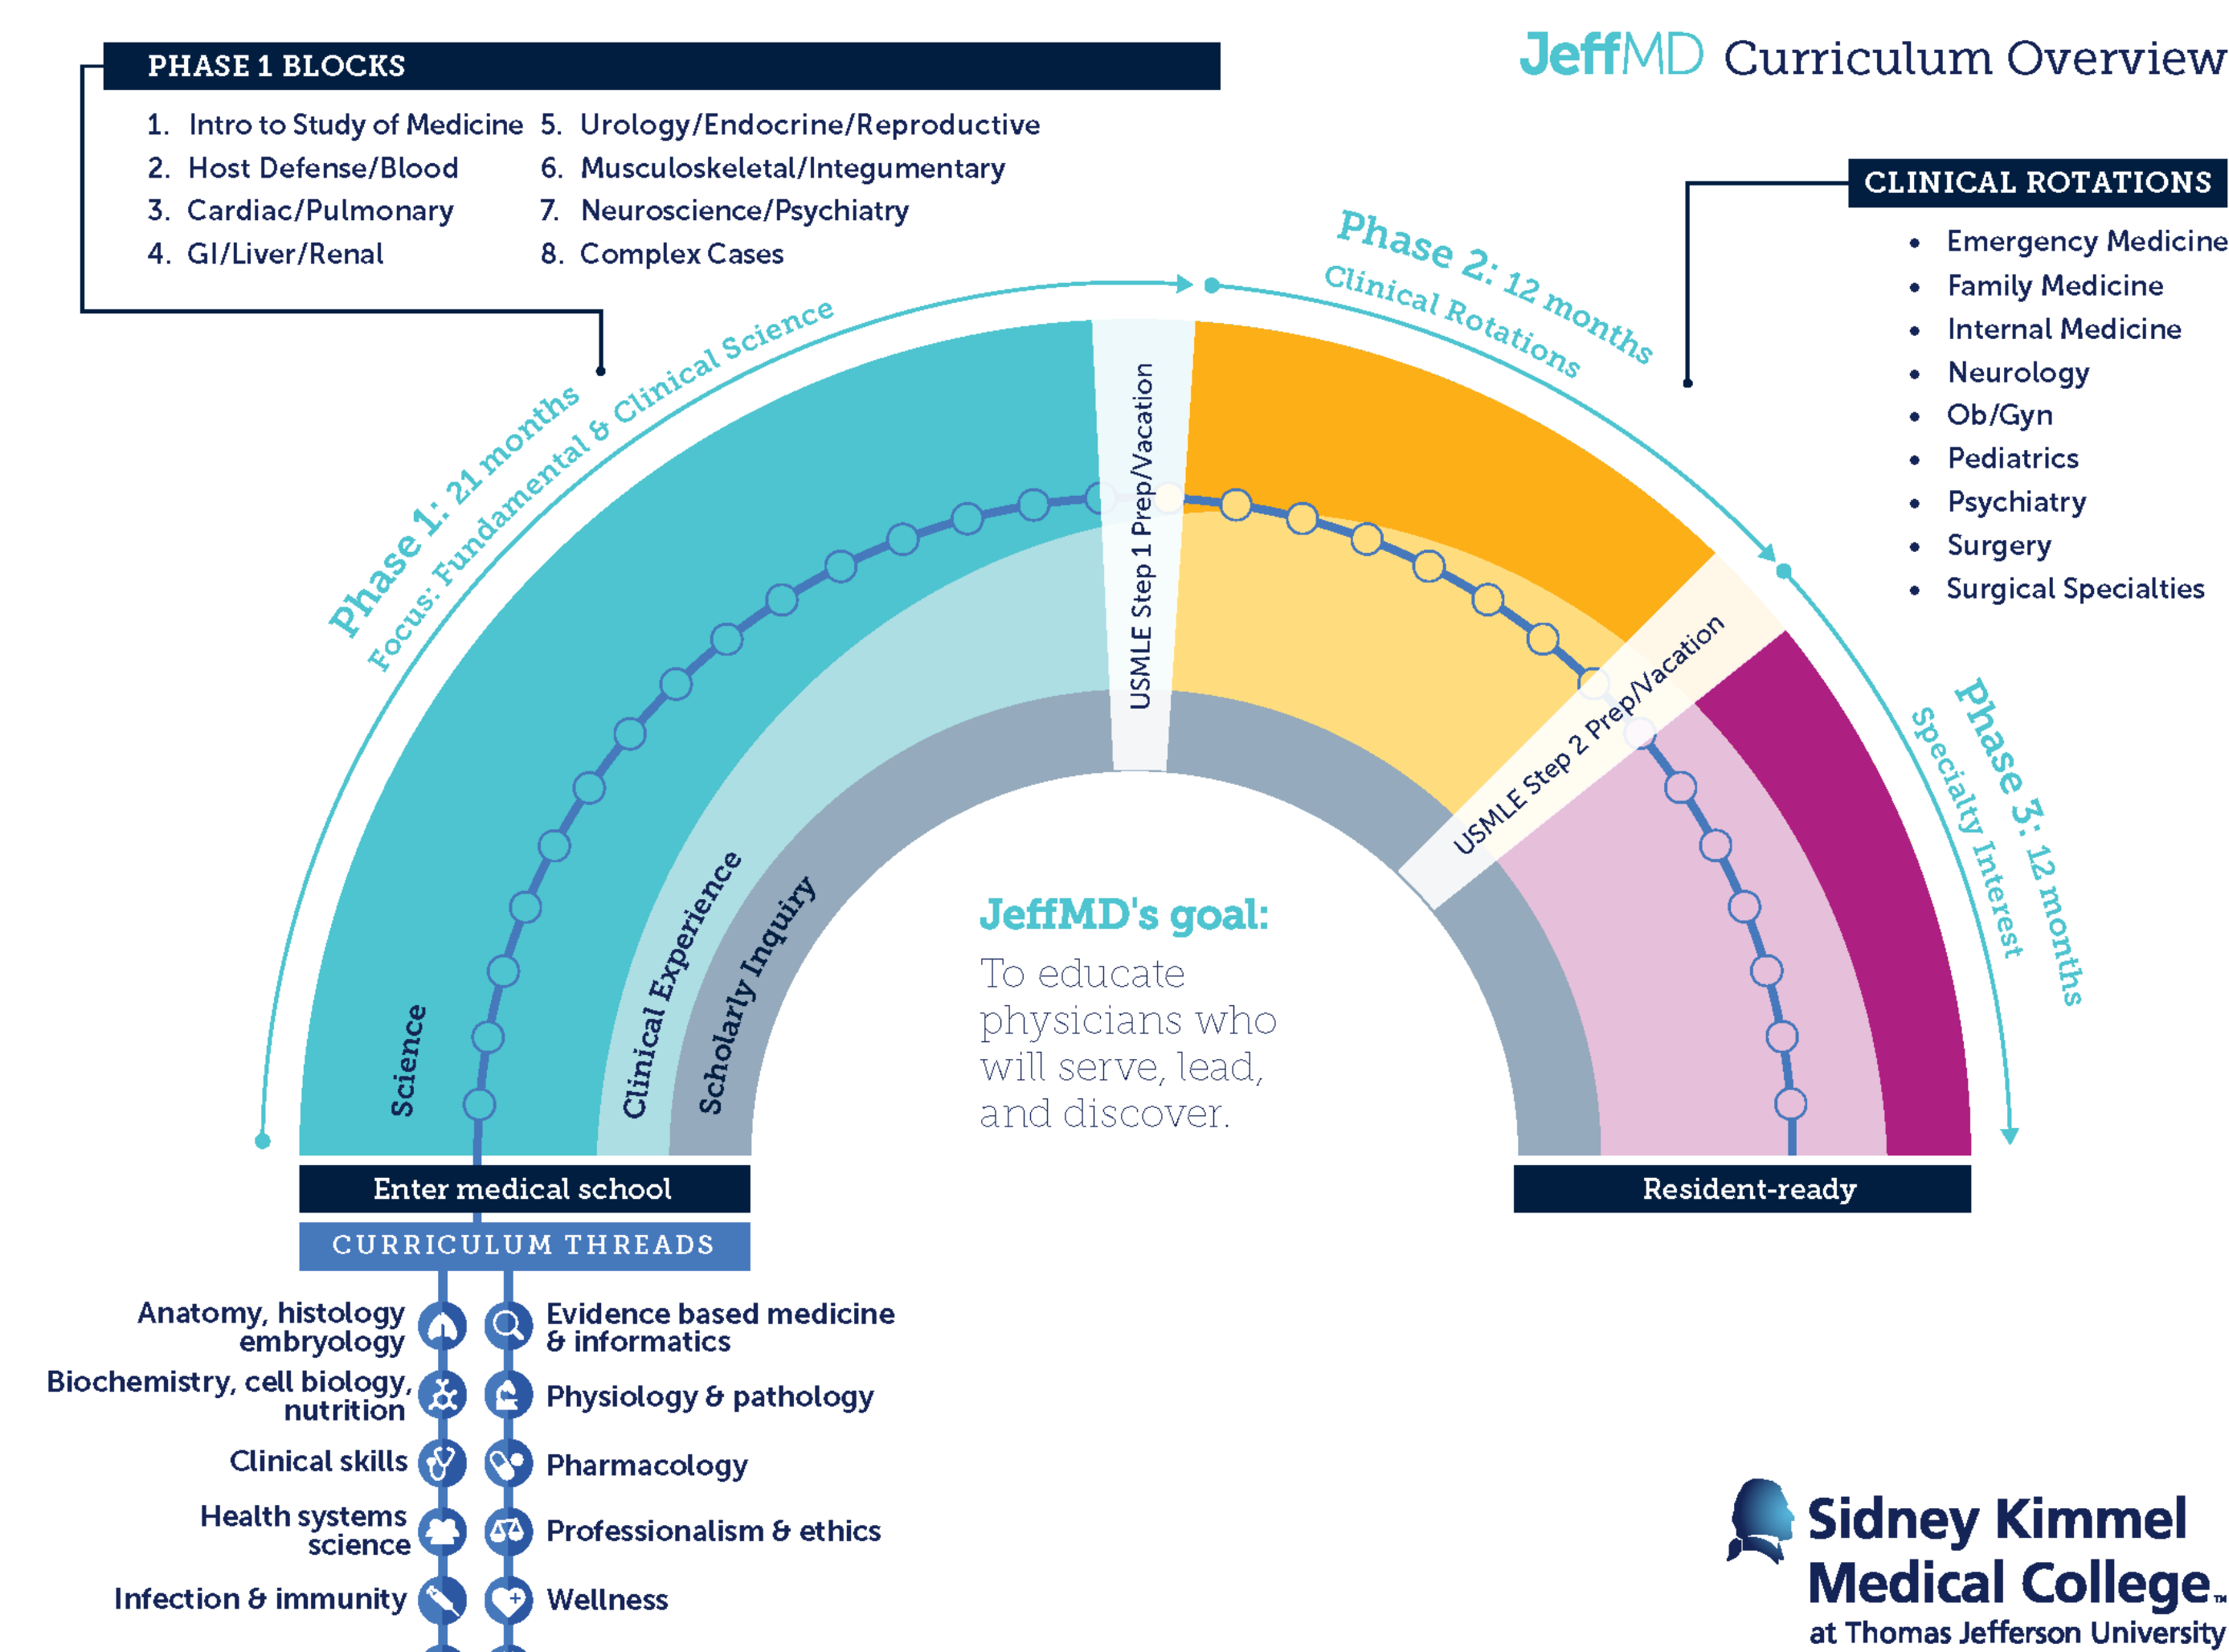 JeffMD Curriculum Overview
PHASE 1 BLOCKS
1. Intro to Study of Medicine
2. Host Defense/Blood
3. Cardiac/Pulmonary
4. GI/Liver/Renal
5. Urology/Endocrine/Reproductive
6. Musculoskeletal/Integumentary
7. Neuroscience/Psychiatry
8. Complex Cases
CLINICAL ROTATIONS
• Emergency Medicine
• Family Medicine
• Internal Medicine
• Neurology
• Ob/Gyn
• Pediatrics
• Psychiatry
• Surgery
• Surgical Specialties
Phase 1: 21 months
Focus: Fundamental & Clinical Science
Phase 2: 12 months
Clinical Rotations
Phase 3: 12 months
Specialty Interest
USMLE Step 1 Prep/Vacation
USMLE Step 2 Prep/Vacation
Science
Clinical Experience
Scholarly Inquiry
JeffMD's goal:
To educate
physicians who
will serve, lead,
and discover.
Enter medical school
Resident-ready
CURRICULUM THREADS
Anatomy, histology
embryology
Biochemistry, cell biology,
nutrition
Clinical skills
Health systems
science
Infection & immunity
Evidence based medicine
& informatics
Physiology & pathology
Pharmacology
Professionalism & ethics
Wellness
Sidney Kimmel
Medical College™
at Thomas Jefferson University